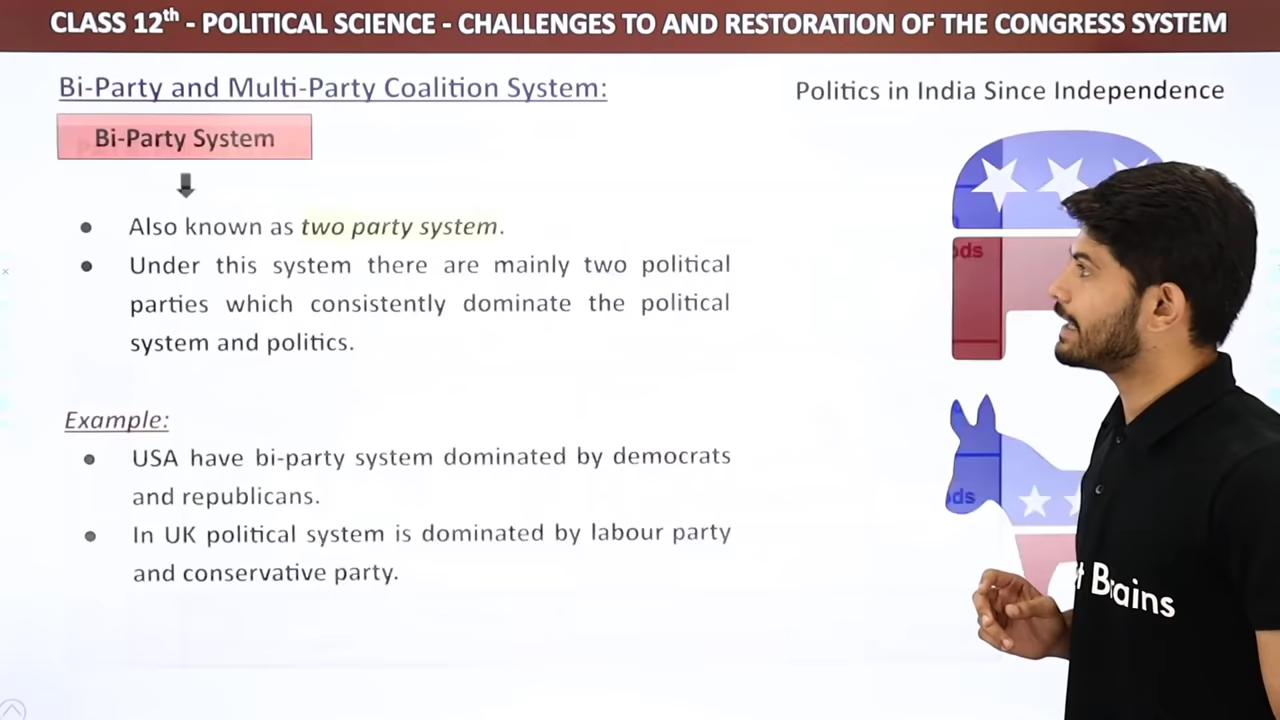 CLASS 12th - POLITICAL SCIENCE - CHALLENGES TO AND RESTORATION OF THE CONGRESS SYSTEM
Bi-Party and Multi-Party Coalition System:
Politics in India Since Independence
Bi-Party System
● Also known as two party system.
● Under this system there are mainly two political
parties which consistently dominate the political
system and politics.
Example:
● USA have bi-party system dominated by democrats
and republicans.
● In UK political system is dominated by labour party
and conservative party.
ods
ds
Brains